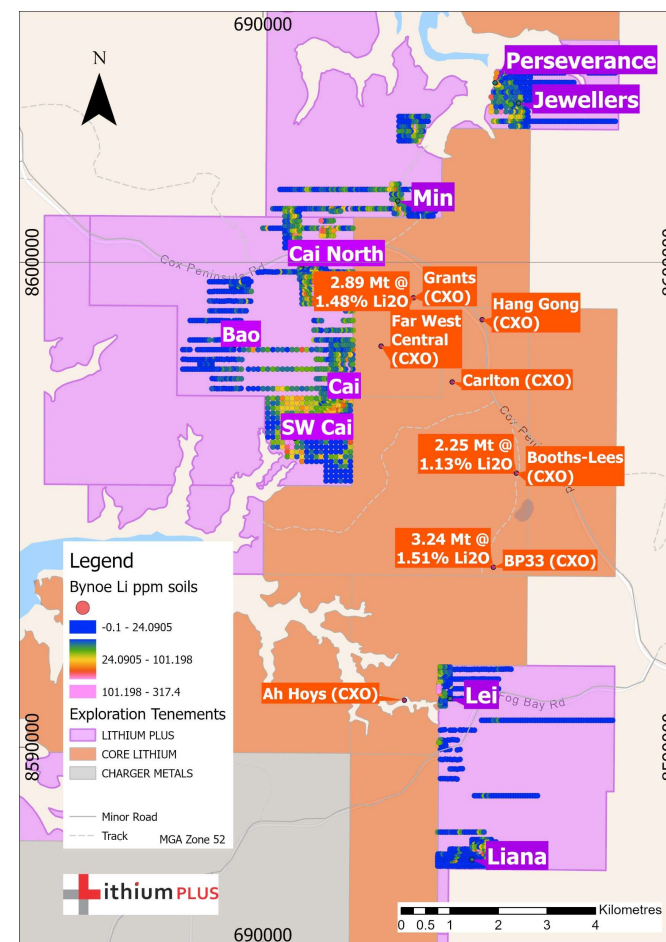 690000
N
Perseverance
Jewellers
Min
8600000
Cox Peninsula Rd
Cai North
2.89 Mt @
1.48% Li2O
Grants
(CXO)
Hang Gong
(CXO)
Far West
Central
(CXO)
Bao
Carlton (CXO)
Cai
SW Cai
2.25 Mt @
1.13% Li2O
Booths-Lees
(CXO)
3.24 Mt @
1.51% Li2O
BP33 (CXO)
Ah Hoys (CXO)
Lei
Fog Bay Rd
8590000
Liana
Legend
Bynoe Li ppm soils
-0.1 - 24.0905
24.0905 - 101.198
101.198 - 317.4
Exploration Tenements
LITHIUM PLUS
CORE LITHIUM
CHARGER METALS
Minor Road
Track
MGA Zone 52
Lithium PLUS
Kilometres
0 0.5 1 2 3 4
690000